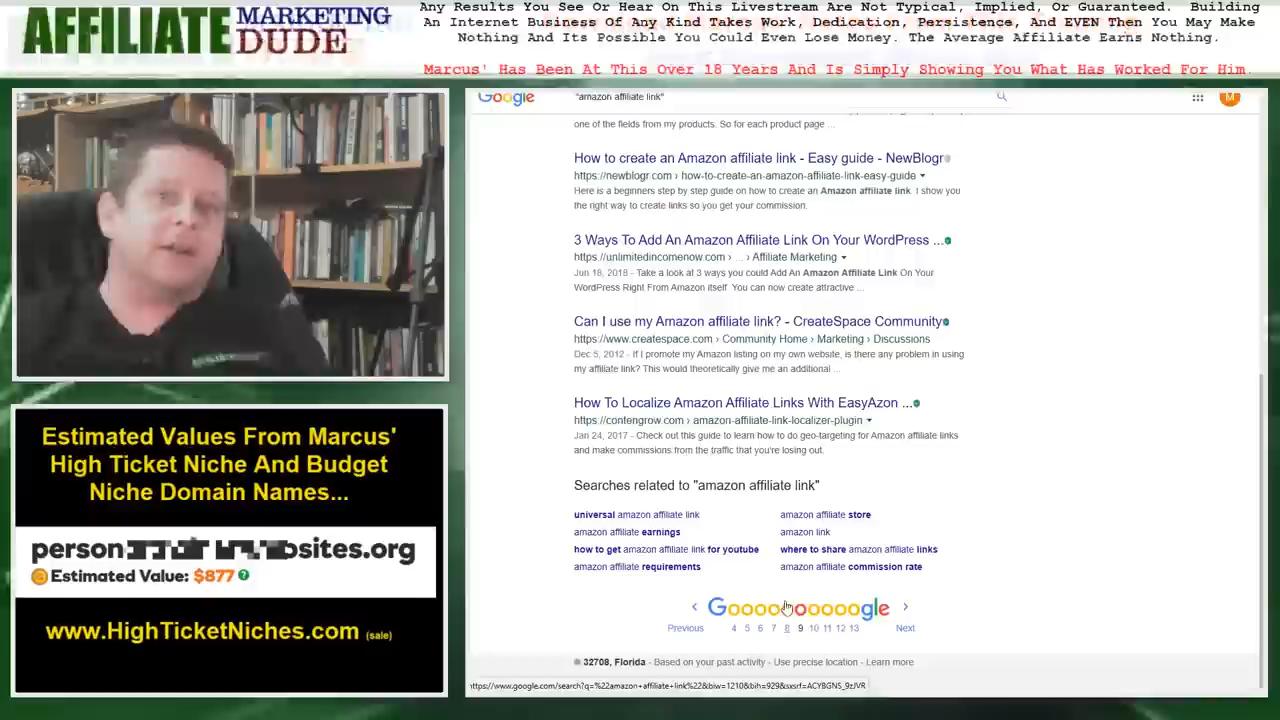 AFFILIATE
MARKETING
DUDE
Any Results You See Or Hear On This Livestream Are Not Typical, Implied, Or Guaranteed. Building
An Internet Business Of Any Kind Takes Work, Dedication, Persistence, And EVEN Then You May Make
Nothing And Its Possible You Could Even Lose Money. The Average Affiliate Earns Nothing.
Marcus' Has Been At This Over 18 Years And Is Simply Showing You What Has Worked For Him.
Google
"amazon affiliate link"
M
one of the fields from my products. So for each product page ...
How to create an Amazon affiliate link - Easy guide - NewBlogr
https://newblogr.com › how-to-create-an-amazon-affiliate-link-easy-guide
Here is a beginners step by step guide on how to create an Amazon affiliate link. I show you
the right way to create links so you get your commission.
3 Ways To Add An Amazon Affiliate Link On Your WordPress ...
https://unlimitedincomenow.com › ... › Affiliate Marketing
Jun 18, 2018 - Take a look at 3 ways you could Add An Amazon Affiliate Link On Your
WordPress Right From Amazon itself. You can now create attractive ...
Can I use my Amazon affiliate link? - CreateSpace Community
https://www.createspace.com › Community Home › Marketing › Discussions
Dec 5, 2012 - If I promote my Amazon listing on my own website, is there any problem in using
my affiliate link? This would theoretically give me an additional ...
How To Localize Amazon Affiliate Links With EasyAzon ...
https://contengrow.com › amazon-affiliate-link-localizer-plugin
Jan 24, 2017 - Check out this guide to learn how to do geo-targeting for Amazon affiliate links
and make commissions from the traffic that you're losing out.
Searches related to "amazon affiliate link"
universal amazon affiliate link
amazon affiliate store
amazon affiliate earnings
amazon link
how to get amazon affiliate link for youtube
where to share amazon affiliate links
amazon affiliate requirements
amazon affiliate commission rate
Goooooooooogle
Previous 4 5 6 7 8 9 10 11 12 13 Next
32708, Florida - Based on your past activity - Use precise location - Learn more
Estimated Values From Marcus'
High Ticket Niche And Budget
Niche Domain Names...
person
sites.org
Estimated Value: $877
www.HighTicketNiches.com (sale)